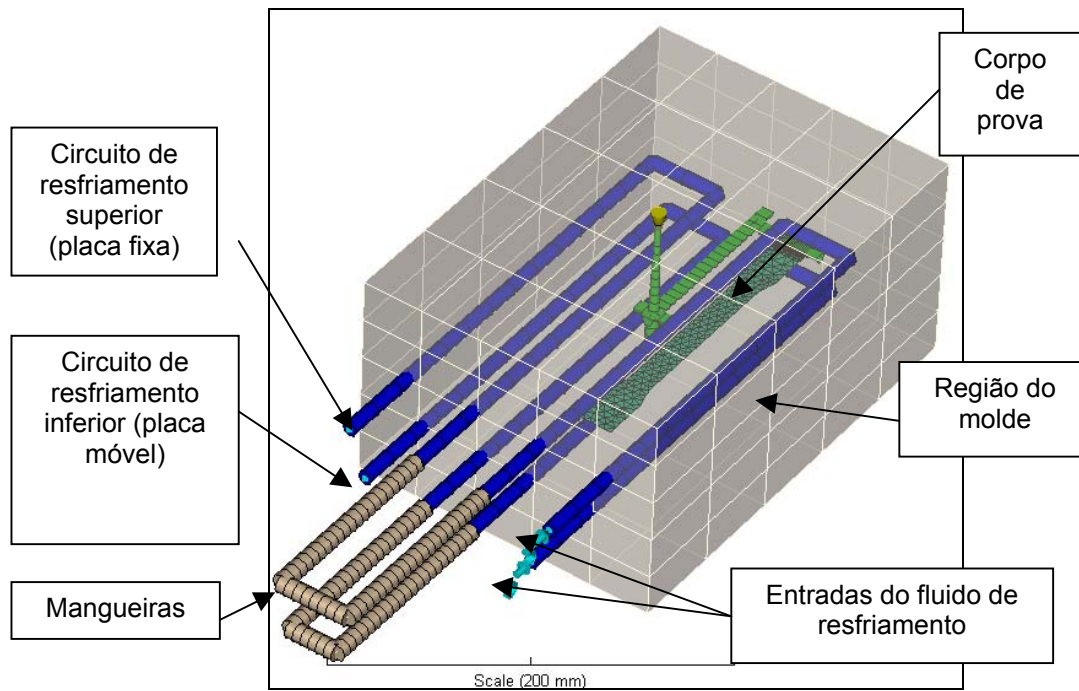 Corpo
de
prova
Circuito de
resfriamento
superior
(placa fixa)
Circuito de
resfriamento
inferior (placa
móvel)
Região do
molde
Mangueiras
Entradas do fluido de
resfriamento
Scale (200 mm)